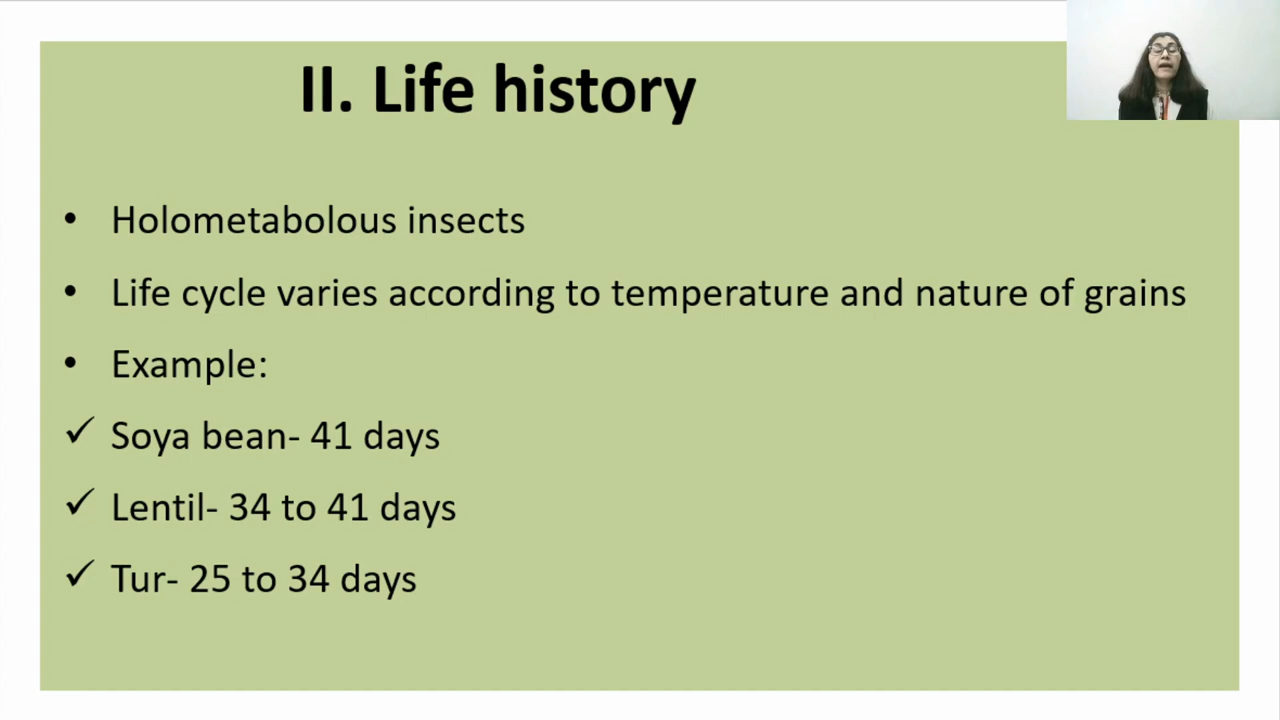 II. Life history
• Holometabolous insects
• Life cycle varies according to temperature and nature of grains
• Example:
✓ Soya bean- 41 days
✓ Lentil- 34 to 41 days
✓ Tur- 25 to 34 days